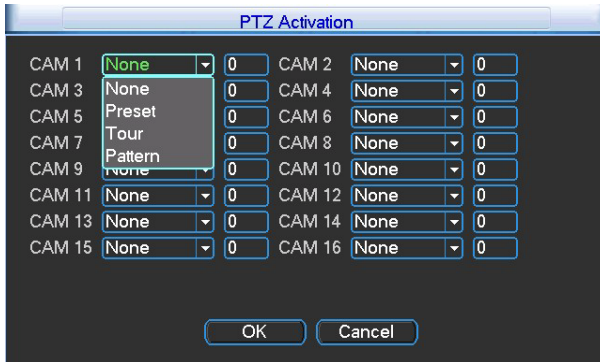 PTZ Activation
CAM 1 None 0 CAM 2 None 0
CAM 3 None 0 CAM 4 None 0
CAM 5 Preset 0 CAM 6 None 0
CAM 7 Tour 0 CAM 8 None 0
Pattern
CAM 9 None 0 CAM 10 None 0
CAM 11 None 0 CAM 12 None 0
CAM 13 None 0 CAM 14 None 0
CAM 15 None 0 CAM 16 None 0
OK Cancel